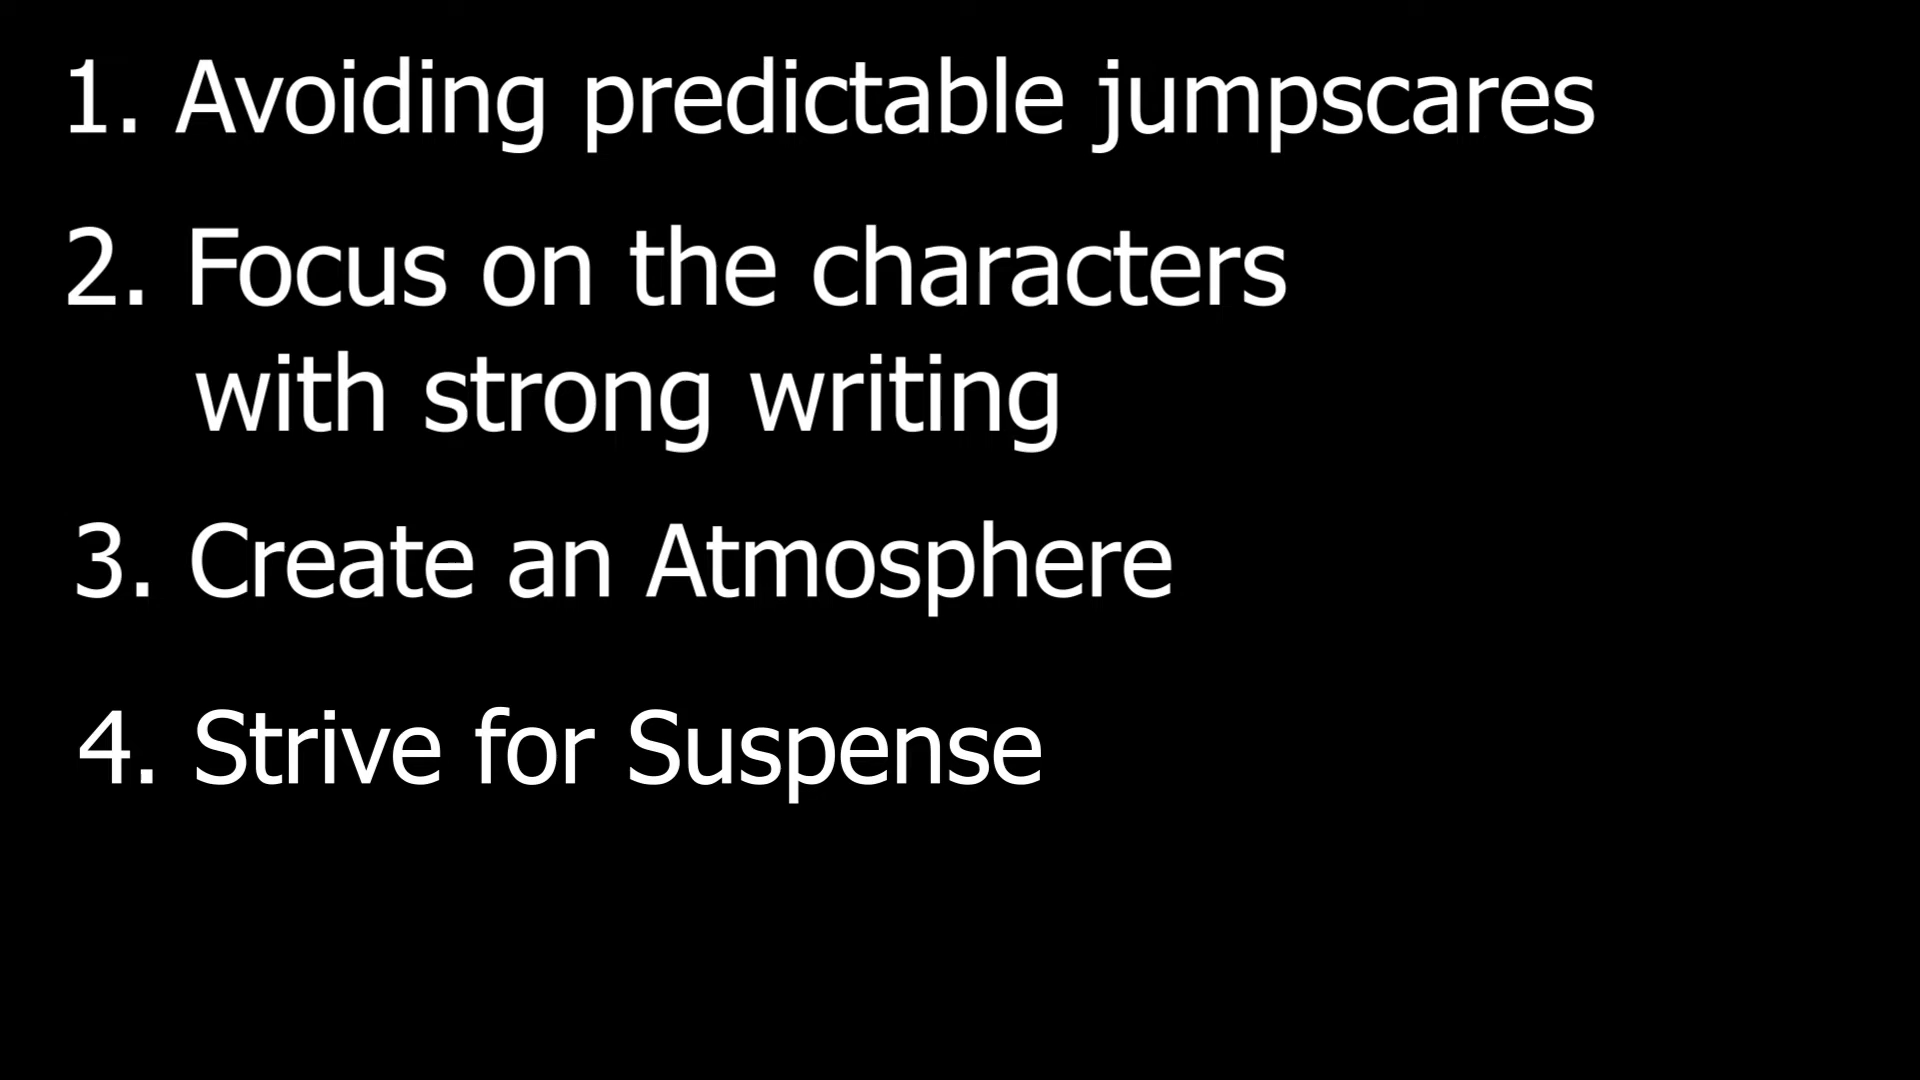 1. Avoiding predictable jumpscares
2. Focus on the characters
with strong writing
3. Create an Atmosphere
4. Strive for Suspense